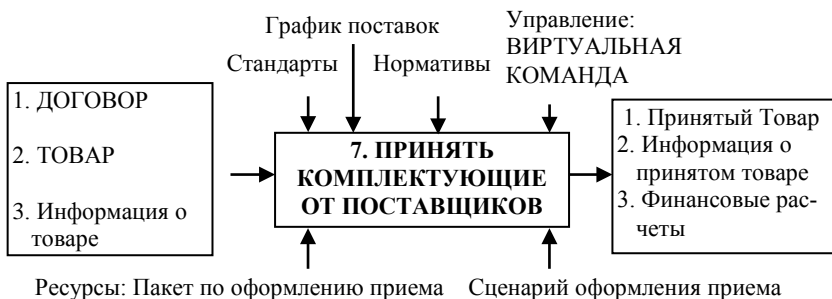 График поставок
Стандарты
Нормативы
Управление:
ВИРТУАЛЬНАЯ
КОМАНДА
1. ДОГОВОР
2. ТОВАР
3. Информация о
товаре
7. ПРИНЯТЬ
КОМПЛЕКТУЮЩИЕ
ОТ ПОСТАВЩИКОВ
1. Принятый Товар
2. Информация о
принятом товаре
3. Финансовые рас-
четы
Ресурсы: Пакет по оформлению приема
Сценарий оформления приема